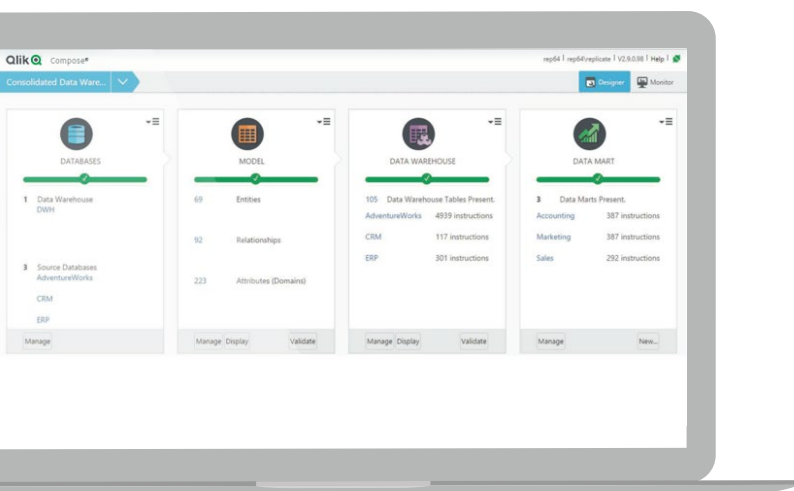 Qlik Compose®
rep64 | rep64\replicate | V2.9.0.98 | Help |
Consolidated Data Ware...
Designer
Monitor
DATABASES
1 Data Warehouse
DWH
3 Source Databases
AdventureWorks
CRM
ERP
Manage
MODEL
69 Entities
92 Relationships
223 Attributes (Domains)
Manage Display Validate
DATA WAREHOUSE
105 Data Warehouse Tables Present.
AdventureWorks 4939 instructions
CRM 117 instructions
ERP 301 instructions
Manage Display Validate
DATA MART
3 Data Marts Present.
Accounting 387 instructions
Marketing 387 instructions
Sales 292 instructions
Manage New...